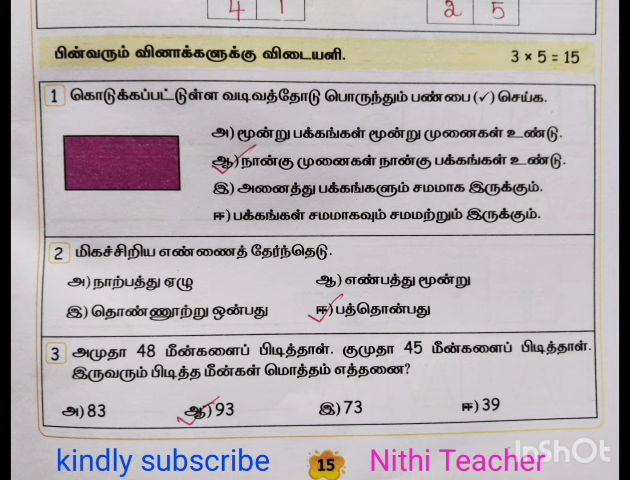 4 1 2 5
பின்வரும் வினாக்களுக்கு விடையளி. 3 × 5 = 15
1 கொடுக்கப்பட்டுள்ள வடிவத்தோடு பொருந்தும் பண்பை (✓) செய்க.
அ) மூன்று பக்கங்கள் மூன்று முனைகள் உண்டு.
ஆ) நான்கு முனைகள் நான்கு பக்கங்கள் உண்டு.
இ) அனைத்து பக்கங்களும் சமமாக இருக்கும்.
ஈ) பக்கங்கள் சமமாகவும் சமமற்றும் இருக்கும்.
2 மிகச்சிறிய எண்ணைத் தேர்ந்தெடு.
அ) நாற்பத்து ஏழு ஆ) எண்பத்து மூன்று
இ) தொண்ணூற்று ஒன்பது ஈ) பத்தொன்பது
3 அமுதா 48 மீன்களைப் பிடித்தாள். குமுதா 45 மீன்களைப் பிடித்தாள்.
இருவரும் பிடித்த மீன்கள் மொத்தம் எத்தனை?
அ) 83 ஆ) 93 இ) 73 ஈ) 39
kindly subscribe 15 Nithi Teacher
InShOt